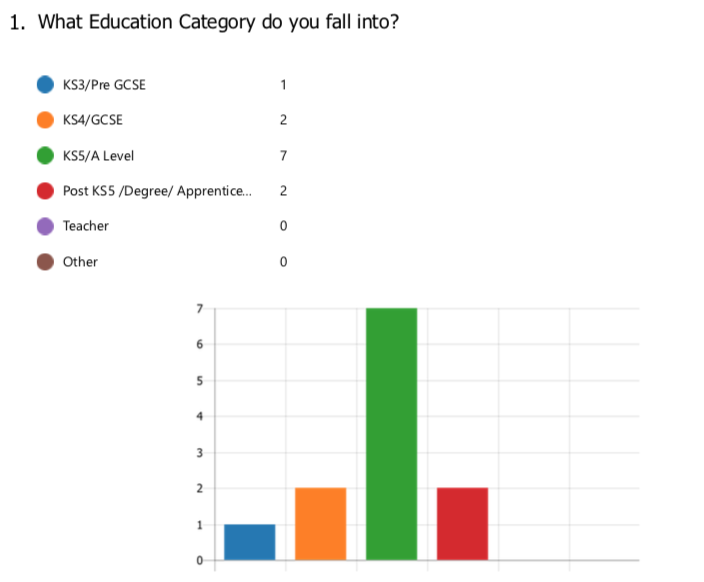 1. What Education Category do you fall into?
KS3/Pre GCSE 1
KS4/GCSE 2
KS5/A Level 7
Post KS5 /Degree/ Apprentice... 2
Teacher 0
Other 0
7
6
5
4
3
2
1
0